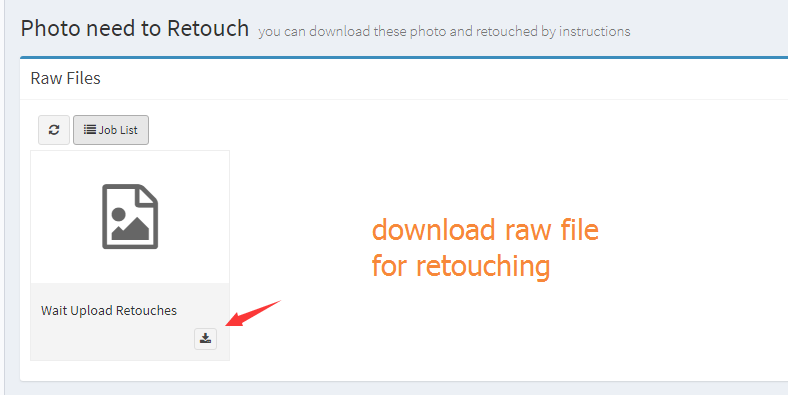 Photo need to Retouch you can download these photo and retouched by instructions
Raw Files
Job List
download raw file
for retouching
Wait Upload Retouches